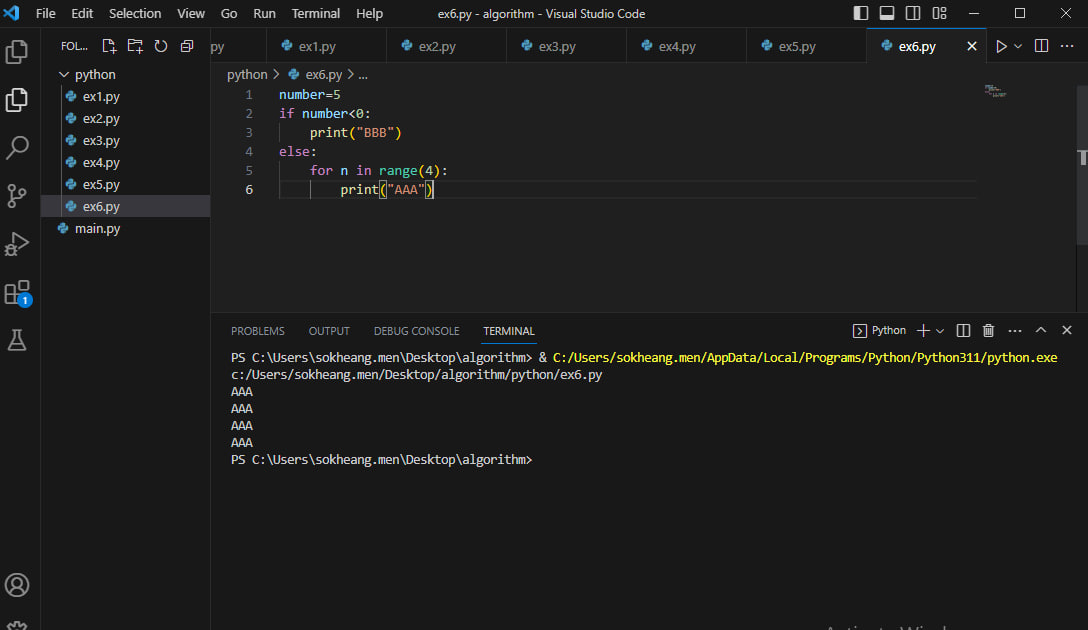 File Edit Selection View Go Run Terminal Help ex6.py - algorithm - Visual Studio Code
FOL... py ex1.py ex2.py ex3.py ex4.py ex5.py ex6.py
python
ex1.py
ex2.py
ex3.py
ex4.py
ex5.py
ex6.py
main.py
1
python > ex6.py > ...
1 number=5
2 if number<0:
3     print("BBB")
4 else:
5     for n in range(4):
6         print("AAA")
PROBLEMS OUTPUT DEBUG CONSOLE TERMINAL Python
PS C:\Users\sokheang.men\Desktop\algorithm> & C:/Users/sokheang.men/AppData/Local/Programs/Python/Python311/python.exe
c:/Users/sokheang.men/Desktop/algorithm/python/ex6.py
AAA
AAA
AAA
AAA
PS C:\Users\sokheang.men\Desktop\algorithm>